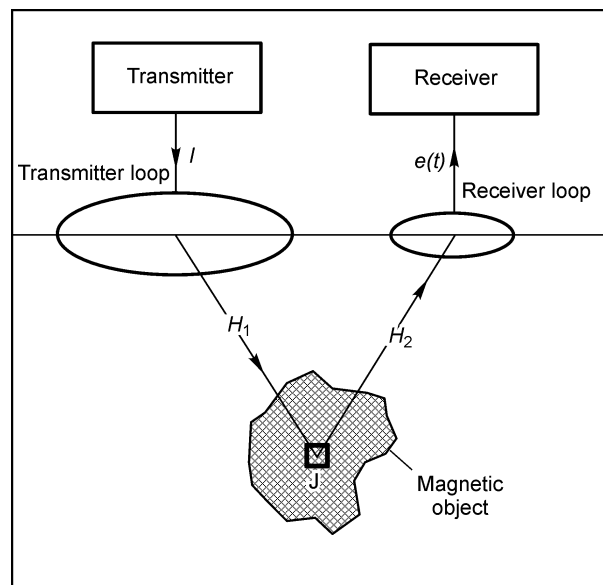 Transmitter
Receiver
I
e(t)
Transmitter loop
Receiver loop
H1
H2
J
Magnetic
object